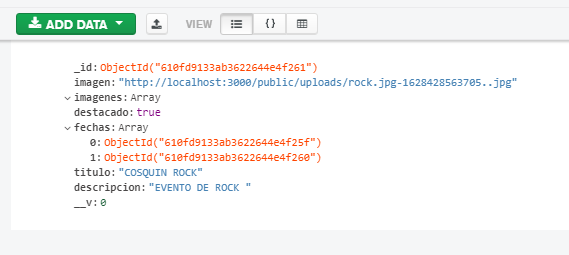 ADD DATA VIEW {}
_id:ObjectId("610fd9133ab3622644e4f261")
imagen:"http://localhost:3000/public/uploads/rock.jpg-1628428563705..jpg"
imagenes:Array
destacado:true
fechas:Array
0:ObjectId("610fd9133ab3622644e4f25f")
1:ObjectId("610fd9133ab3622644e4f260")
titulo:"COSQUIN ROCK"
descripcion:"EVENTO DE ROCK "
__v:0